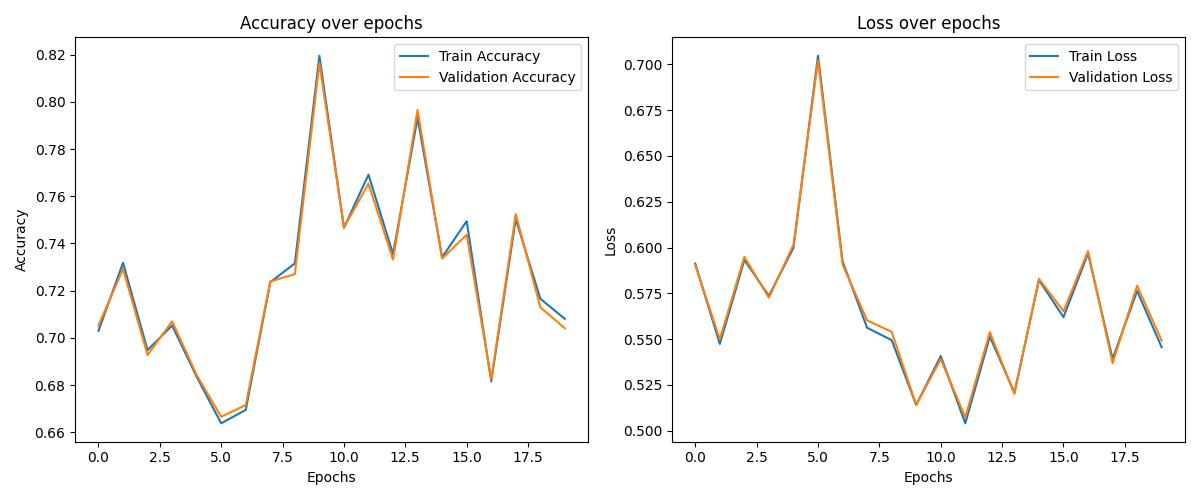 Accuracy over epochs
Train Accuracy
Validation Accuracy
0.82
0.80
0.78
0.76
0.74
0.72
0.70
0.68
0.66
Accuracy
0.0 2.5 5.0 7.5 10.0 12.5 15.0 17.5
Epochs
Loss over epochs
Train Loss
Validation Loss
0.700
0.675
0.650
0.625
0.600
0.575
0.550
0.525
0.500
Loss
0.0 2.5 5.0 7.5 10.0 12.5 15.0 17.5
Epochs